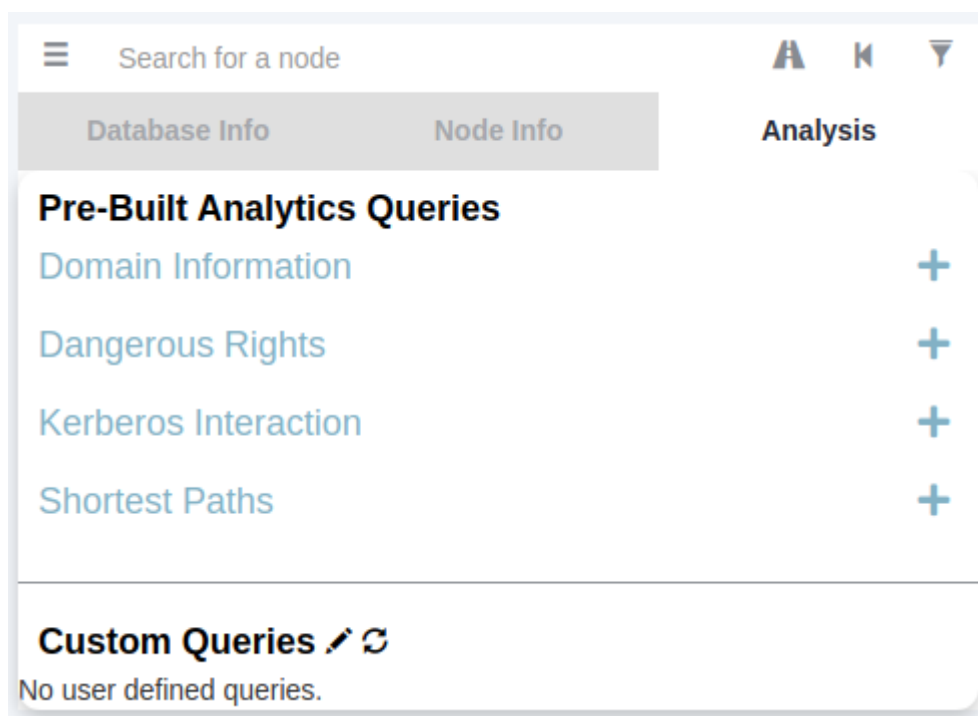 Search for a node
Database Info Node Info Analysis
Pre-Built Analytics Queries
Domain Information
Dangerous Rights
Kerberos Interaction
Shortest Paths
Custom Queries
No user defined queries.